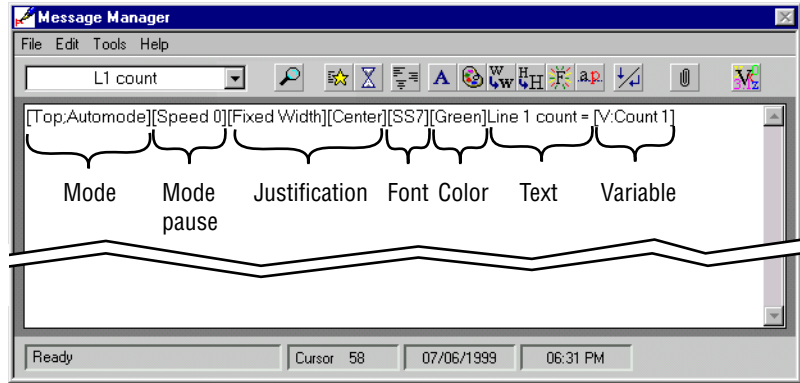 Message Manager
File Edit Tools Help
L1 count
[Top;Automode][Speed 0][Fixed Width][Center][SS7][Green]Line 1 count = [V:Count 1]
Mode Mode pause Justification Font Color Text Variable
Ready Cursor 58 07/06/1999 06:31 PM